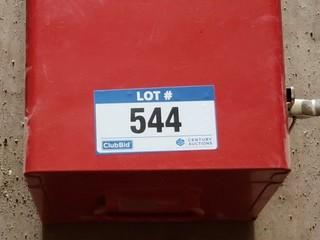 LOT #
544
ClubBid
CENTURY
AUCTIONS